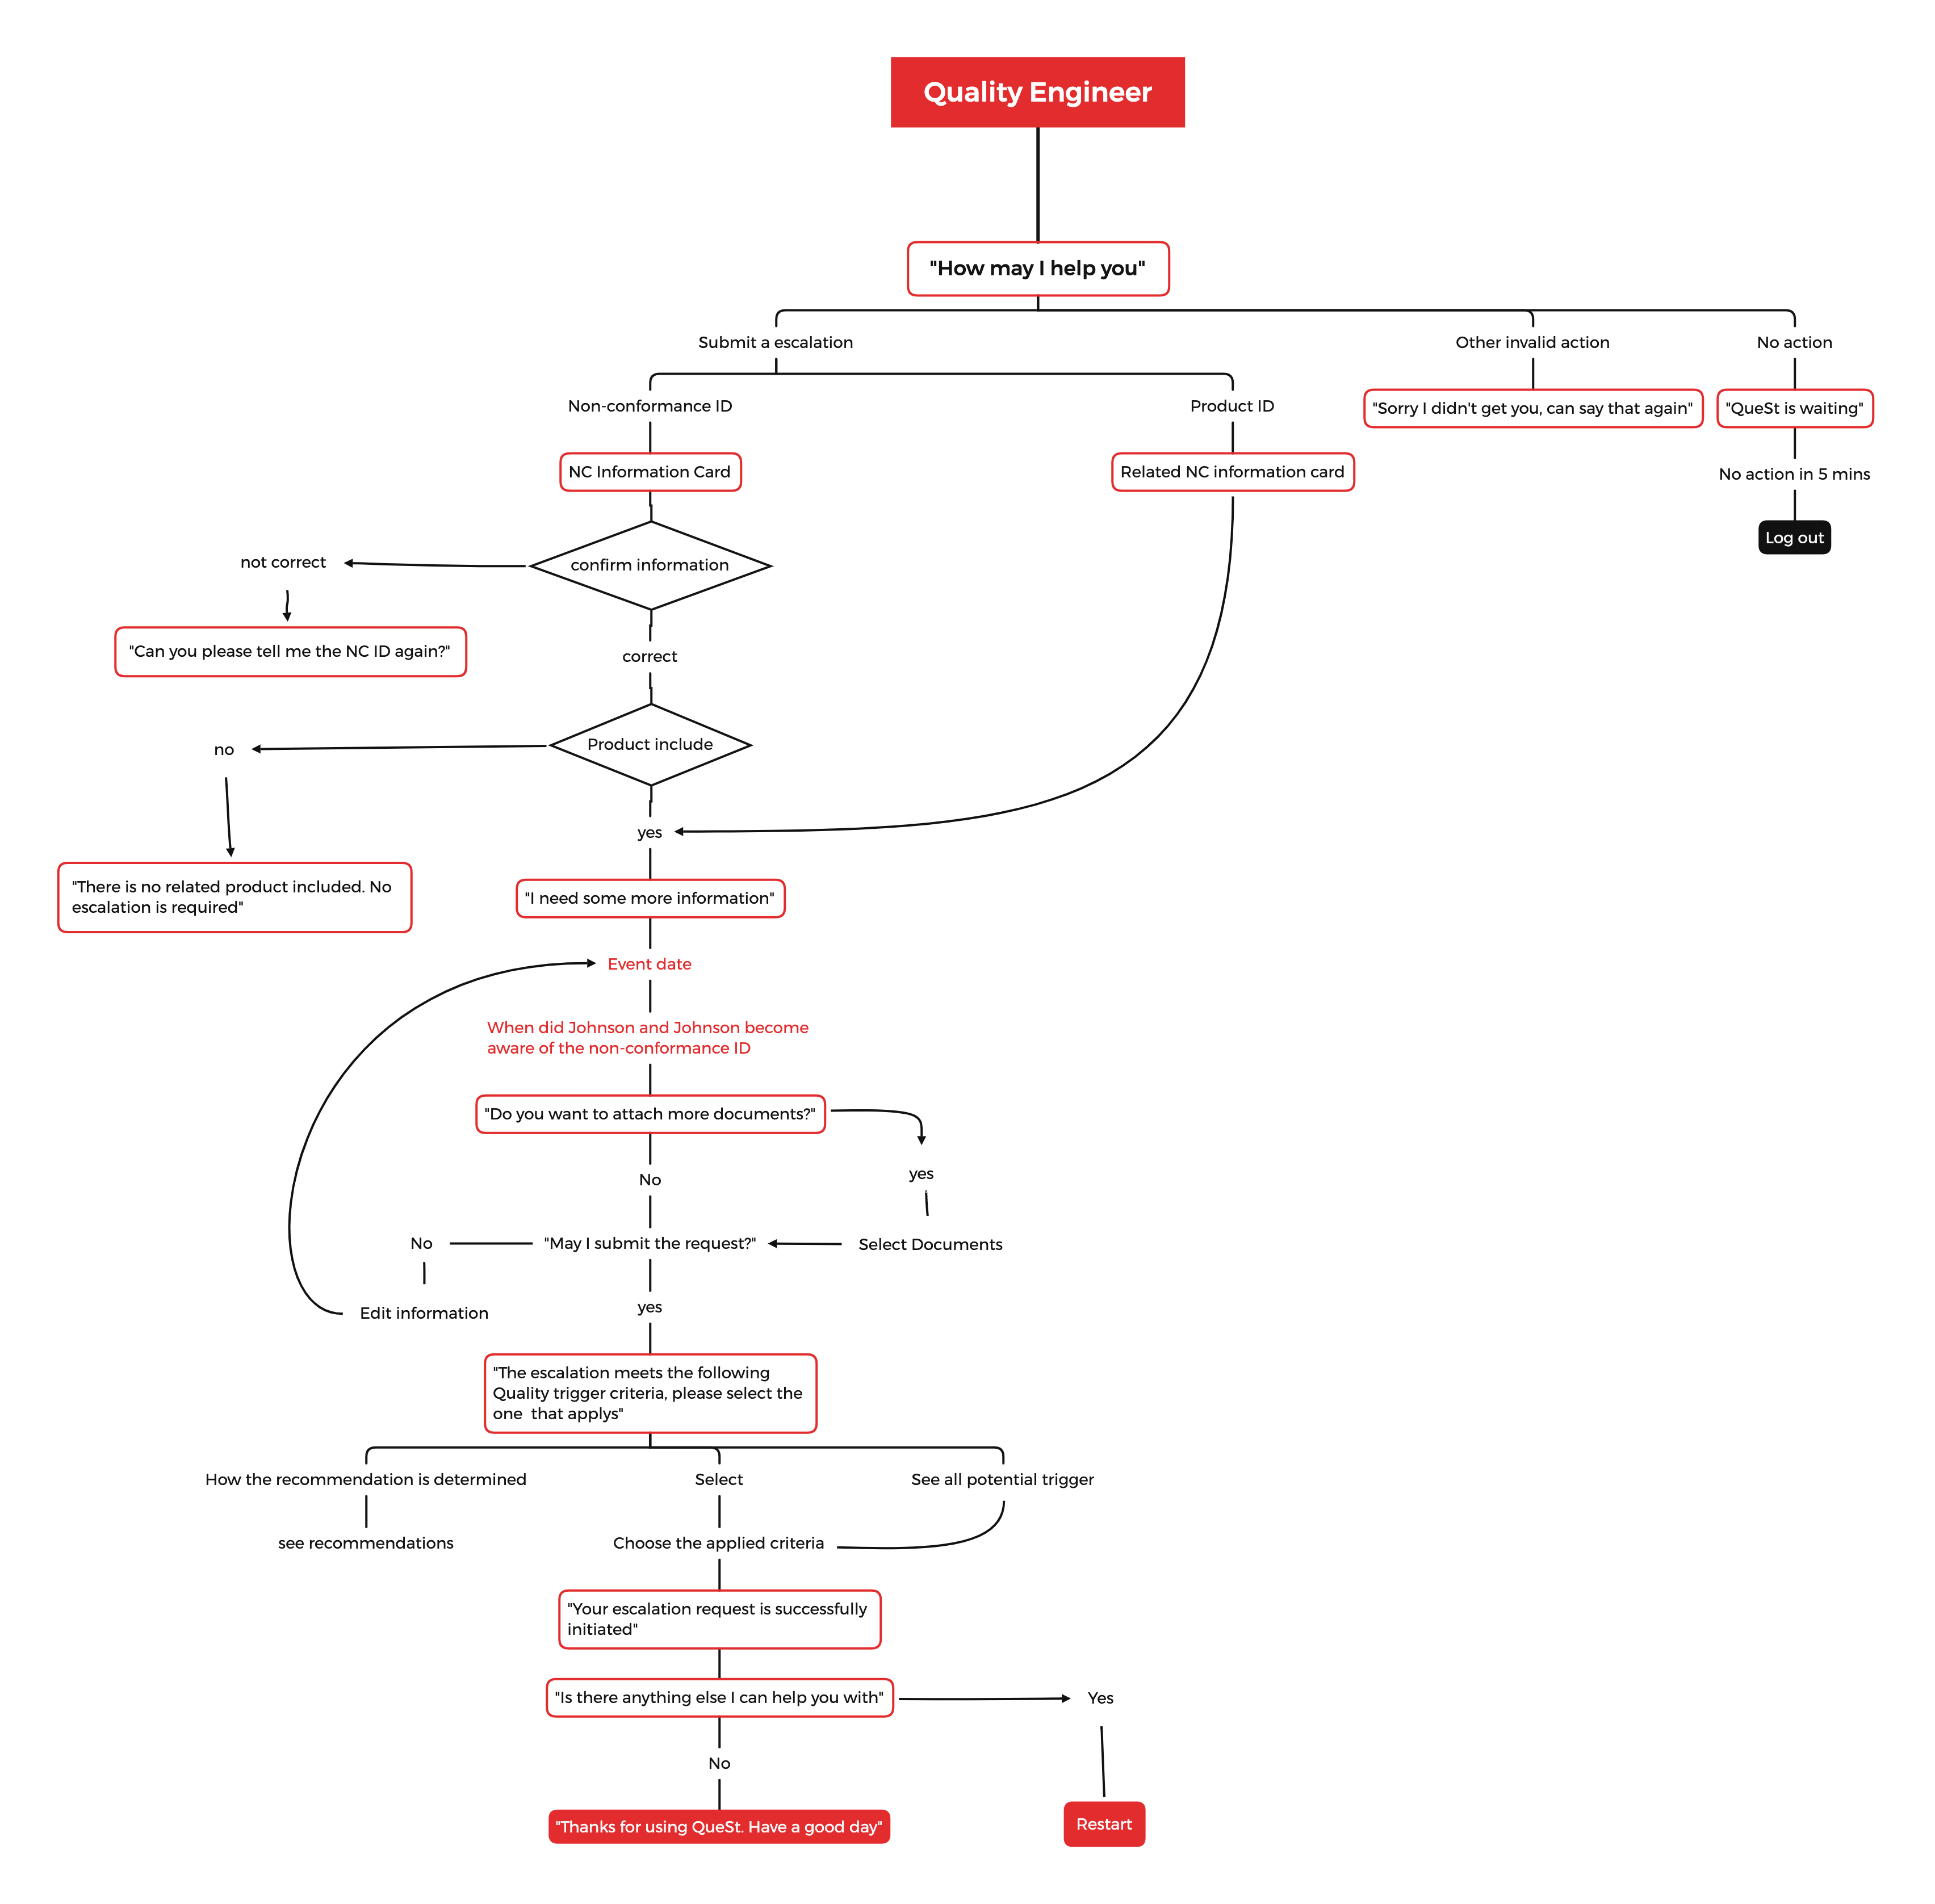 Quality Engineer
"How may I help you"
Submit a escalation
Other invalid action
No action
Non-conformance ID
Product ID
"Sorry I didn't get you, can say that again"
"QueSt is waiting"
NC Information Card
Related NC information card
No action in 5 mins
Log out
not correct
confirm information
"Can you please tell me the NC ID again?"
correct
no
Product include
yes
"There is no related product included. No
escalation is required"
"I need some more information"
Event date
When did Johnson and Johnson become
aware of the non-conformance ID
"Do you want to attach more documents?"
No
yes
No
"May I submit the request?"
Select Documents
Edit information
yes
"The escalation meets the following
Quality trigger criteria, please select the
one  that applys"
How the recommendation is determined
Select
See all potential trigger
see recommendations
Choose the applied criteria
"Your escalation request is successfully
initiated"
"Is there anything else I can help you with"
Yes
No
"Thanks for using QueSt. Have a good day"
Restart